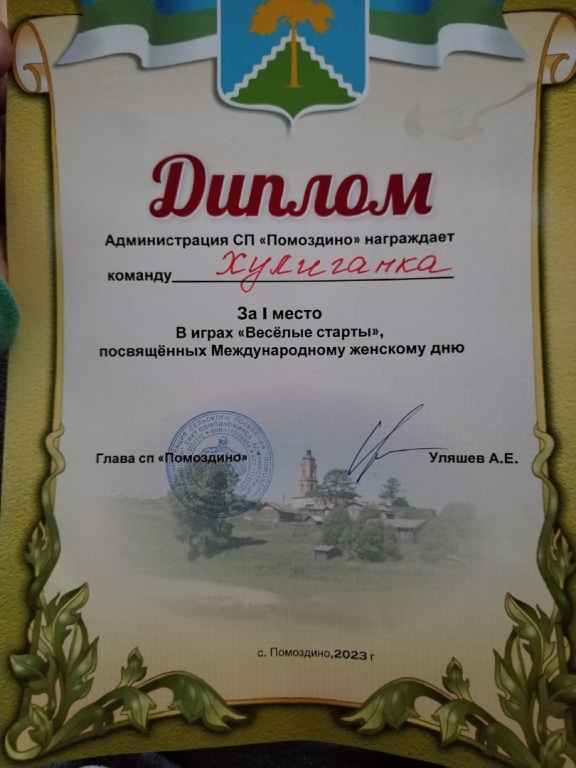 Диплом
Администрация СП «Помоздино» награждает
команду Хулиганка
За I место
В играх «Весёлые старты»,
посвящённых Международному женскому дню
Глава сп «Помоздино» Уляшев А.Е.
с. Помоздино,2023 г